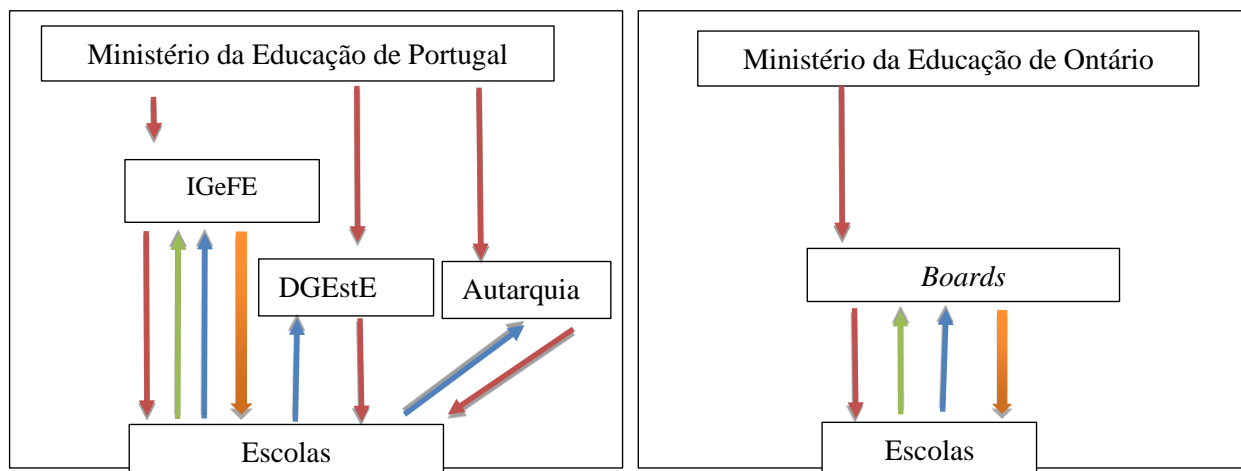 Ministério da Educação de Portugal
IGeFE
DGEstE
Autarquia
Escolas
Ministério da Educação de Ontário
Boards
Escolas